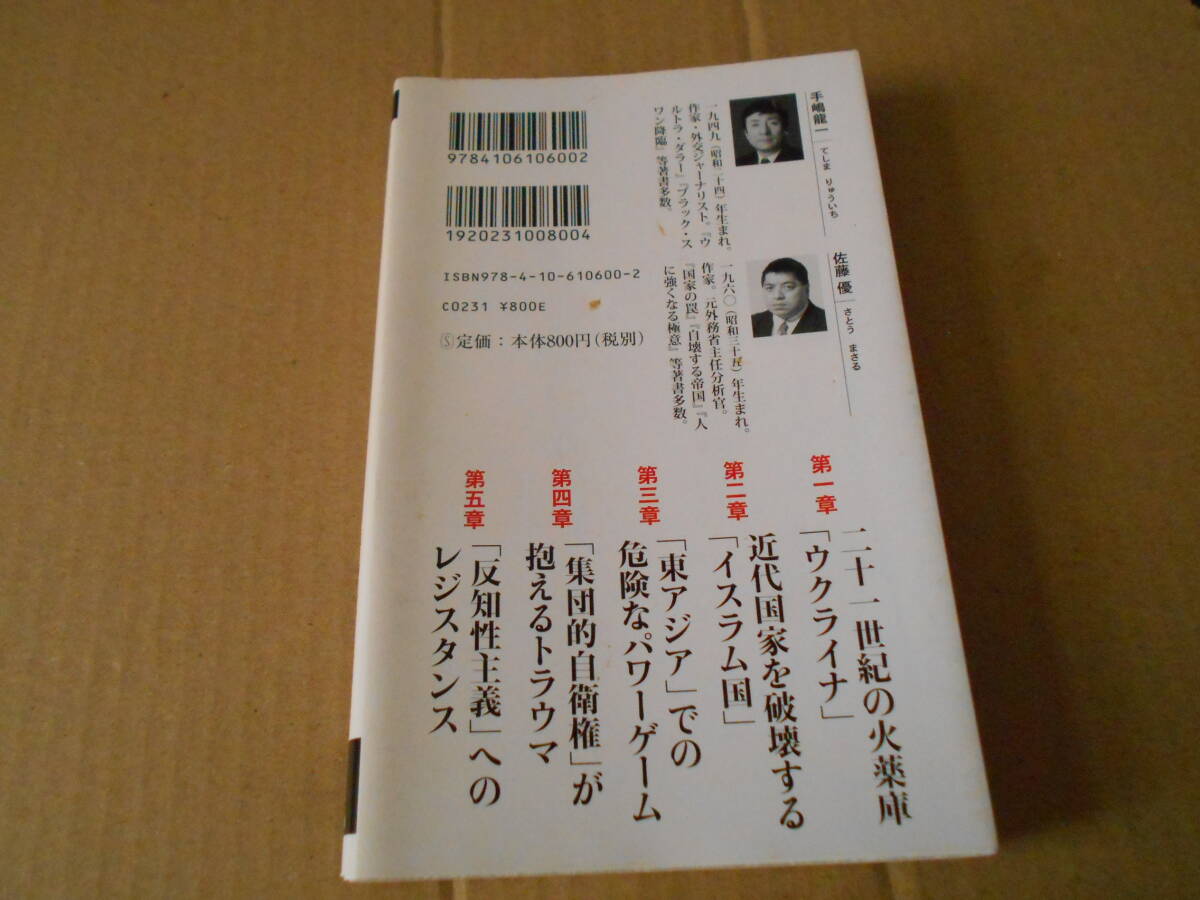 手嶋龍一
てしま りゅういち
一九四九（昭和二十四）年生まれ。
作家・外交ジャーナリスト。『ウ
ルトラ・ダラー』『ブラック・ス
ワン降臨』等著書多数。
佐藤 優
さとう まさる
一九六〇（昭和三十五）年生まれ。
作家。元外務省主任分析官。
『国家の罠』『自壊する帝国』『人
に強くなる極意』等著書多数。
9784106106002
1920231008004
ISBN978-4-10-610600-2
C0231 ¥800E
Ⓢ定価：本体800円（税別）
第一章
二十一世紀の火薬庫
「ウクライナ」
第二章
近代国家を破壊する
「イスラム国」
第三章
「東アジア」での
危険なパワーゲーム
第四章
「集団的自衛権」が
抱えるトラウマ
第五章
「反知性主義」への
レジスタンス